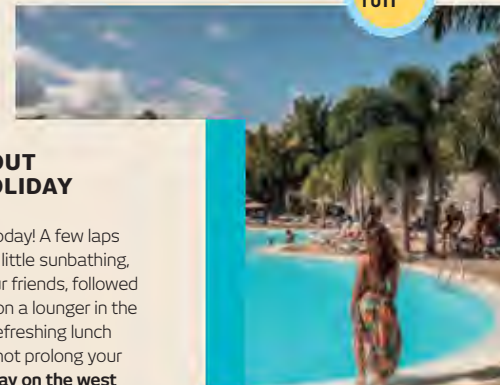 OUT
OLIDAY
oday! A few laps
little sunbathing,
ur friends, followed
on a lounger in the
efreshing lunch
not prolong your
ay on the west